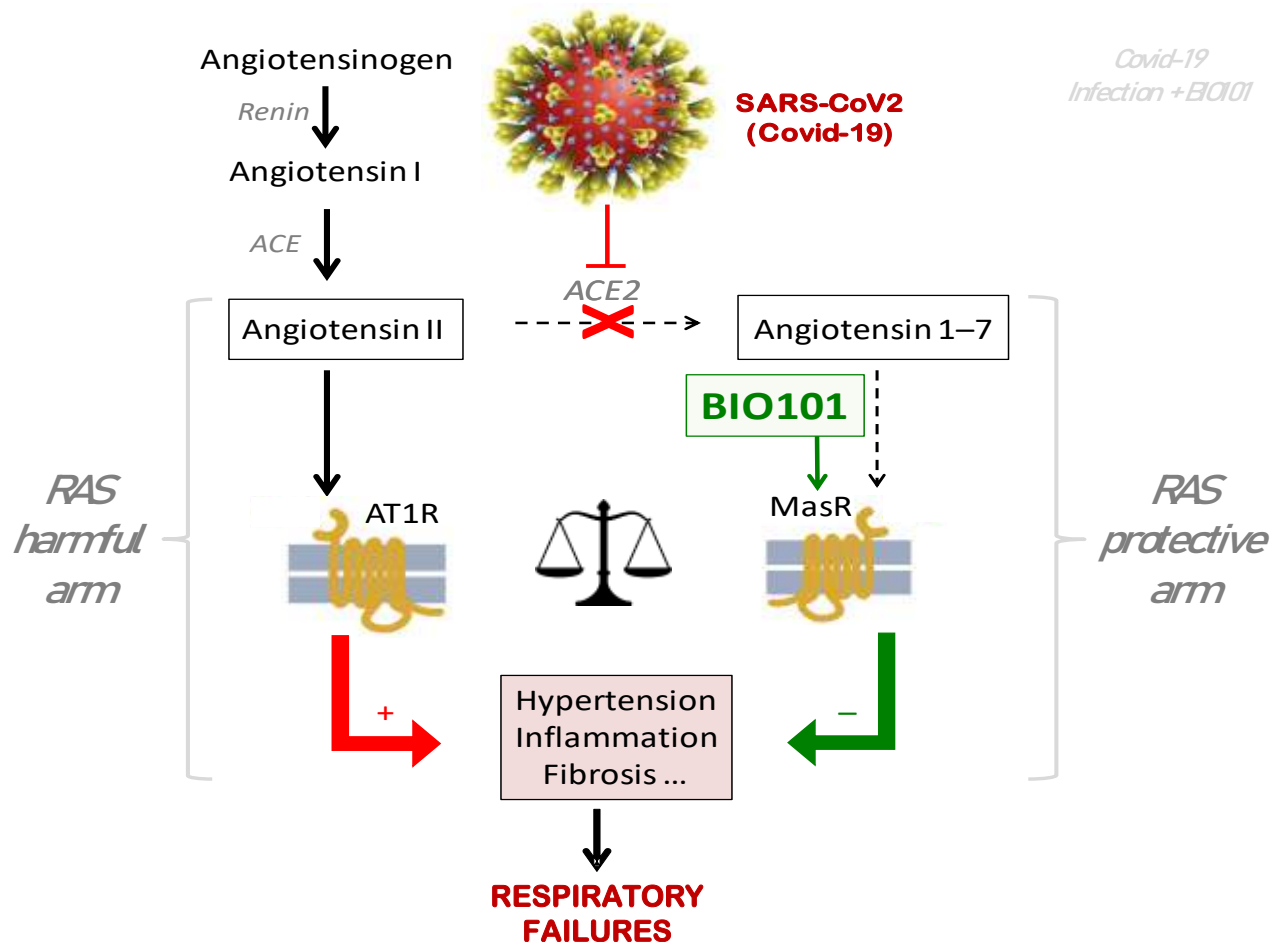 Angiotensinogen
Renin
Angiotensin I
ACE
SARS-CoV2
(Covid-19)
Covid-19
Infection + BIO101
ACE2
Angiotensin II
Angiotensin 1–7
BIO101
RAS
harmful
arm
AT1R
MasR
RAS
protective
arm
+
–
Hypertension
Inflammation
Fibrosis ...
RESPIRATORY
FAILURES